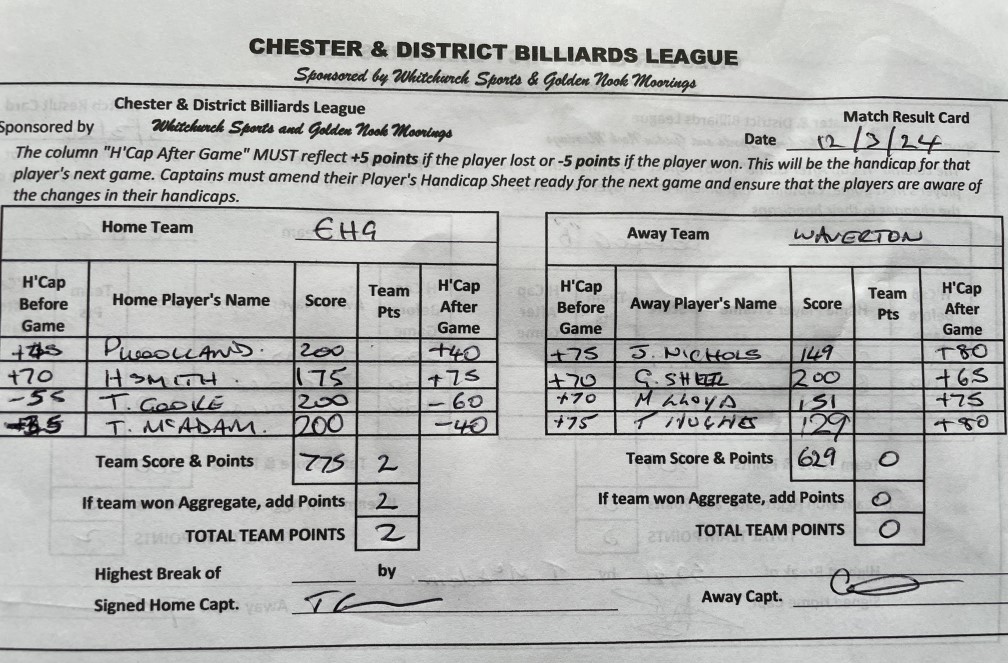 CHESTER & DISTRICT BILLIARDS LEAGUE
Sponsored by Whitchurch Sports & Golden Nook Moorings
Chester & District Billiards League
Match Result Card
Sponsored by Whitchurch Sports and Golden Nook Moorings
Date 12/3/24
The column "H'Cap After Game" MUST reflect +5 points if the player lost or -5 points if the player won. This will be the handicap for that
player's next game. Captains must amend their Player's Handicap Sheet ready for the next game and ensure that the players are aware of
the changes in their handicaps.
Home Team EHG
H'Cap Before Game Home Player's Name Score Team Pts H'Cap After Game
+45 P WOOLLAND. 200 +40
+70 H SMITH. 175 +75
-55 T. COOKE 200 -60
-35 T. McADAM. 200 -40
Team Score & Points 775 2
If team won Aggregate, add Points 2
TOTAL TEAM POINTS 2
Highest Break of by
Signed Home Capt.
Away Team WAVERTON
H'Cap Before Game Away Player's Name Score Team Pts H'Cap After Game
+75 J. NICHOLS 149 +80
+70 G. 200 +65
+70 M LLOYD 151 +75
+75 T HUGHES 129 +80
Team Score & Points 629 0
If team won Aggregate, add Points 0
TOTAL TEAM POINTS 0
Away Capt.